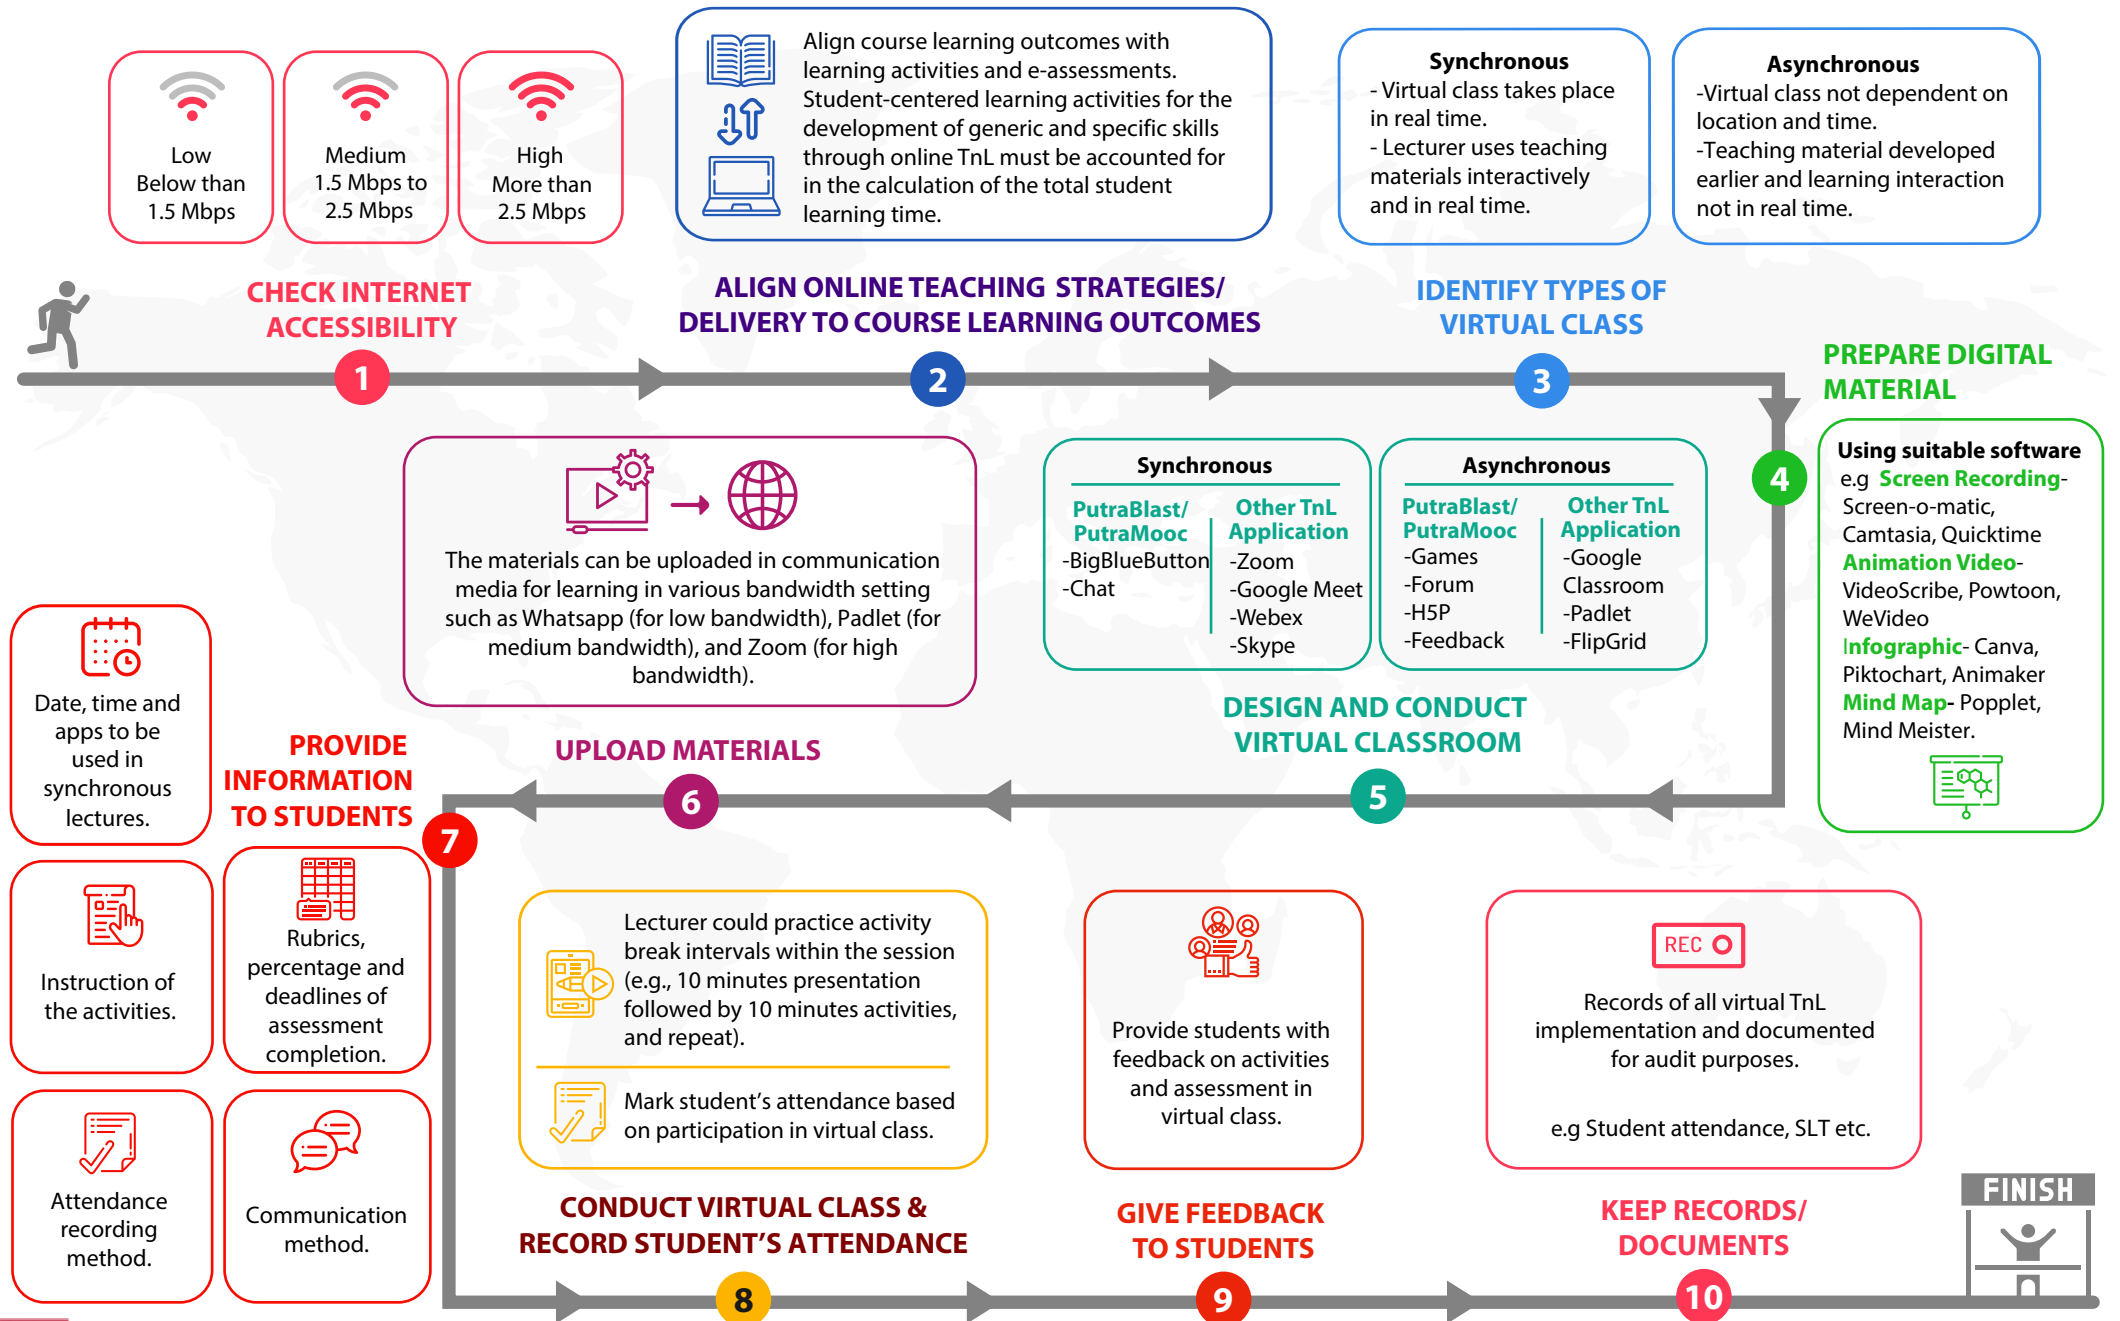 Low
Below than
1.5 Mbps
Medium
1.5 Mbps to
2.5 Mbps
High
More than
2.5 Mbps
CHECK INTERNET
ACCESSIBILITY
1
Align course learning outcomes with
learning activities and e-assessments.
Student-centered learning activities for the
development of generic and specific skills
through online TnL must be accounted for
in the calculation of the total student
learning time.
ALIGN ONLINE TEACHING STRATEGIES/
DELIVERY TO COURSE LEARNING OUTCOMES
2
Synchronous
- Virtual class takes place
in real time.
- Lecturer uses teaching
materials interactively
and in real time.
Asynchronous
-Virtual class not dependent on
location and time.
-Teaching material developed
earlier and learning interaction
not in real time.
IDENTIFY TYPES OF
VIRTUAL CLASS
3
PREPARE DIGITAL
MATERIAL
4
Using suitable software
e.g Screen Recording-
Screen-o-matic,
Camtasia, Quicktime
Animation Video-
VideoScribe, Powtoon,
WeVideo
Infographic- Canva,
Piktochart, Animaker
Mind Map- Popplet,
Mind Meister.
Synchronous
PutraBlast/
PutraMooc
-BigBlueButton
-Chat
Other TnL
Application
-Zoom
-Google Meet
-Webex
-Skype
Asynchronous
PutraBlast/
PutraMooc
-Games
-Forum
-H5P
-Feedback
Other TnL
Application
-Google
Classroom
-Padlet
-FlipGrid
DESIGN AND CONDUCT
VIRTUAL CLASSROOM
5
The materials can be uploaded in communication
media for learning in various bandwidth setting
such as Whatsapp (for low bandwidth), Padlet (for
medium bandwidth), and Zoom (for high
bandwidth).
UPLOAD MATERIALS
6
PROVIDE
INFORMATION
TO STUDENTS
7
Date, time and
apps to be
used in
synchronous
lectures.
Instruction of
the activities.
Rubrics,
percentage and
deadlines of
assessment
completion.
Attendance
recording
method.
Communication
method.
Lecturer could practice activity
break intervals within the session
(e.g., 10 minutes presentation
followed by 10 minutes activities,
and repeat).
Mark student’s attendance based
on participation in virtual class.
CONDUCT VIRTUAL CLASS &
RECORD STUDENT’S ATTENDANCE
8
Provide students with
feedback on activities
and assessment in
virtual class.
GIVE FEEDBACK
TO STUDENTS
9
REC
Records of all virtual TnL
implementation and documented
for audit purposes.
e.g Student attendance, SLT etc.
KEEP RECORDS/
DOCUMENTS
10
FINISH